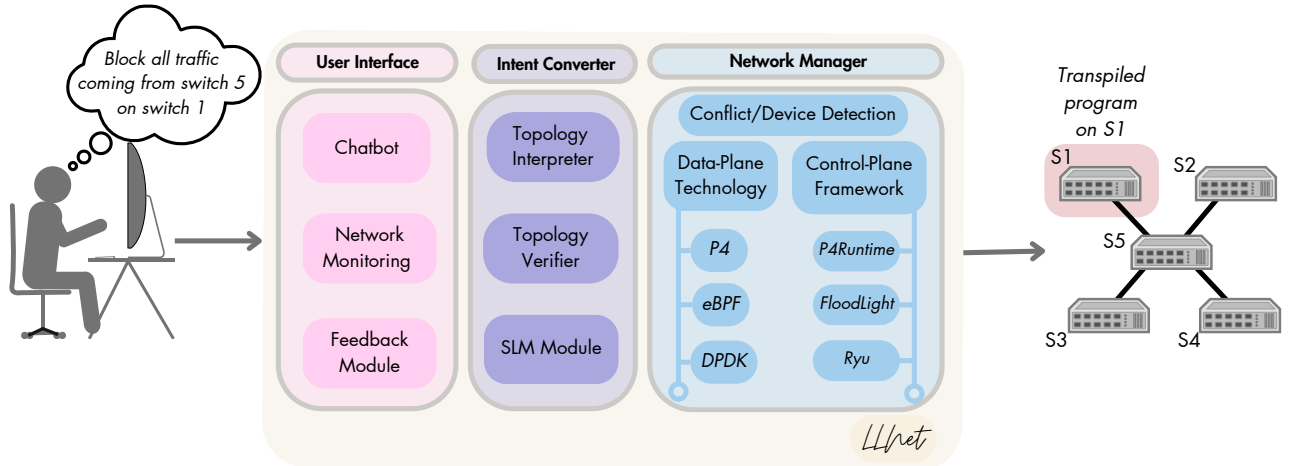 Block all traffic
coming from switch 5
on switch 1
User Interface
Chatbot
Network
Monitoring
Feedback
Module
Intent Converter
Topology
Interpreter
Topology
Verifier
SLM Module
Network Manager
Conflict/Device Detection
Data-Plane
Technology
P4
eBPF
DPDK
Control-Plane
Framework
P4Runtime
FloodLight
Ryu
LLnet
Transpiled
program
on S1
S1
S2
S5
S3
S4